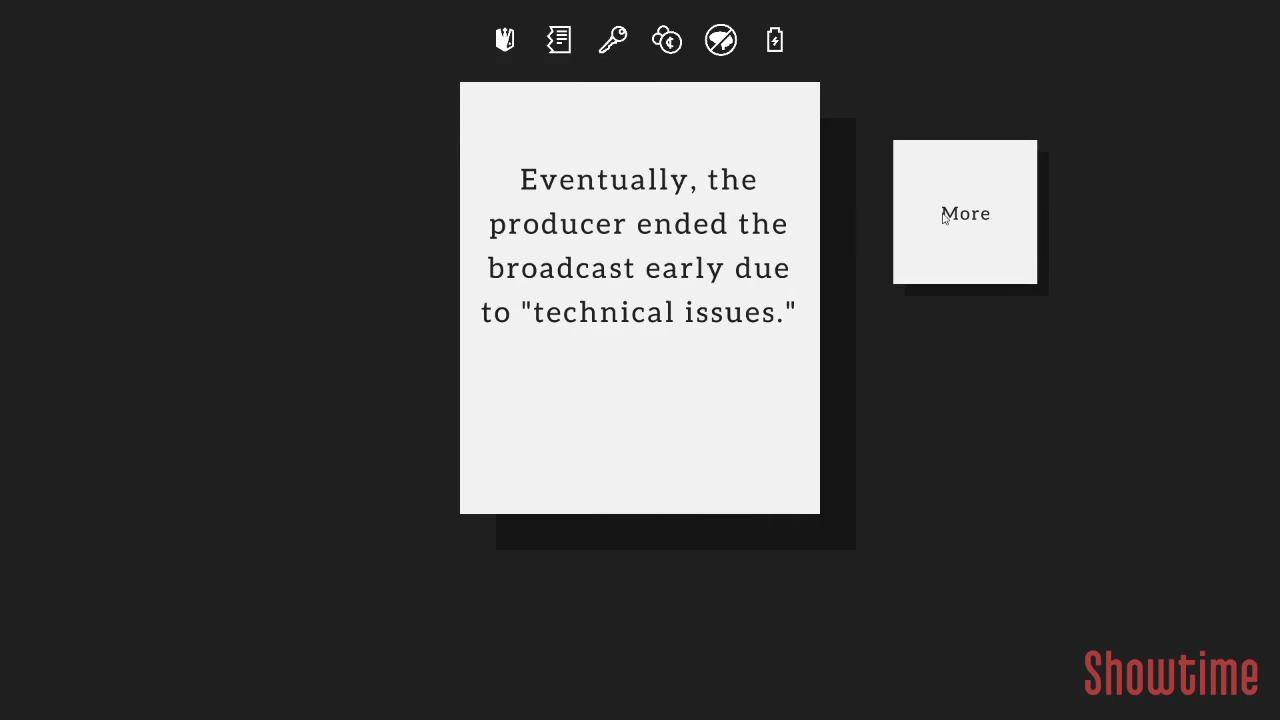 Eventually, the
producer ended the
broadcast early due
to "technical issues."
More
Showtime